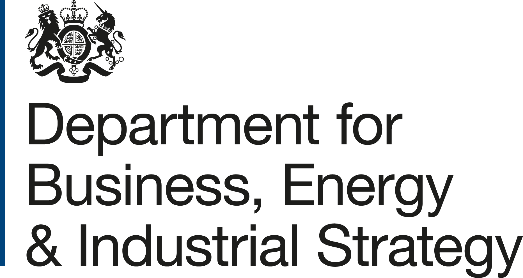 Department for
Business, Energy
& Industrial Strategy